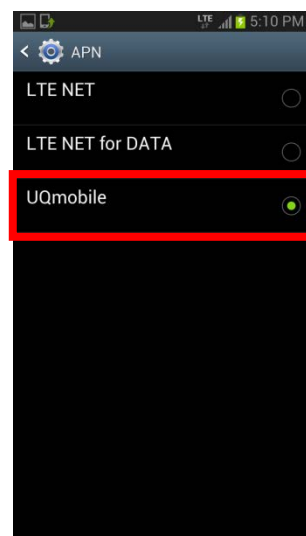 LTE 5:10 PM
APN
LTE NET
LTE NET for DATA
UQmobile